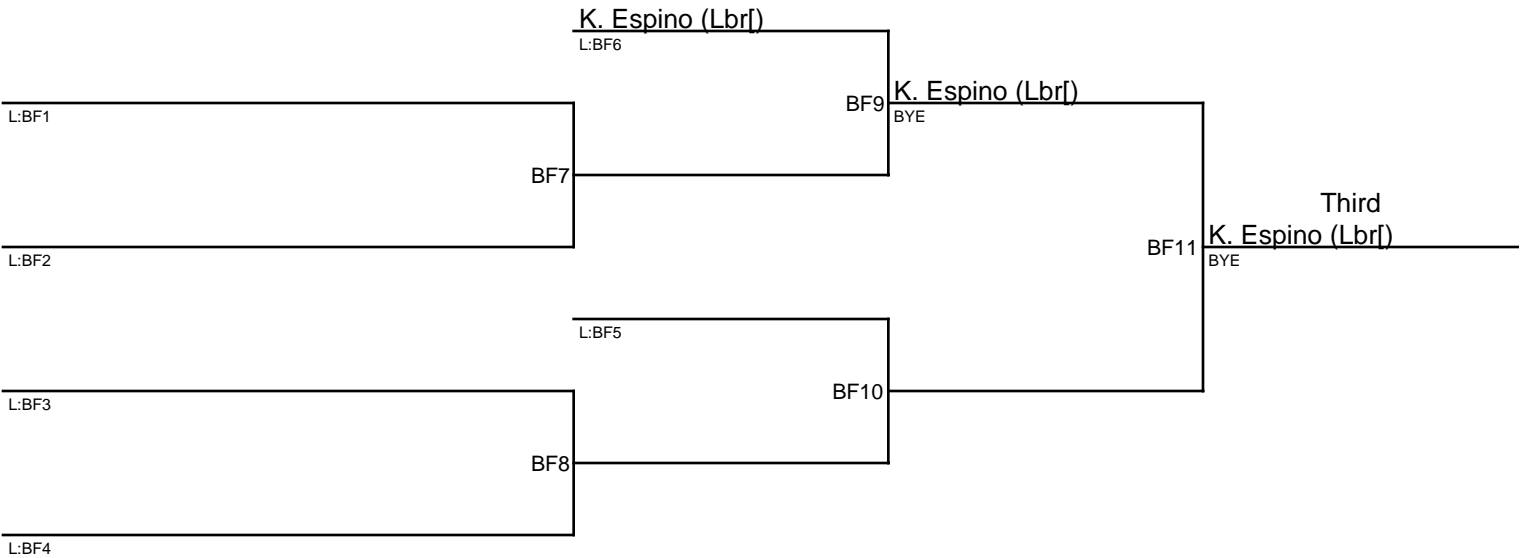 K. Espino (Lbr[)
L:BF6
BF9
K. Espino (Lbr[)
BYE
L:BF1
BF7
L:BF2
Third
BF11
K. Espino (Lbr[)
BYE
L:BF5
BF10
L:BF3
BF8
L:BF4